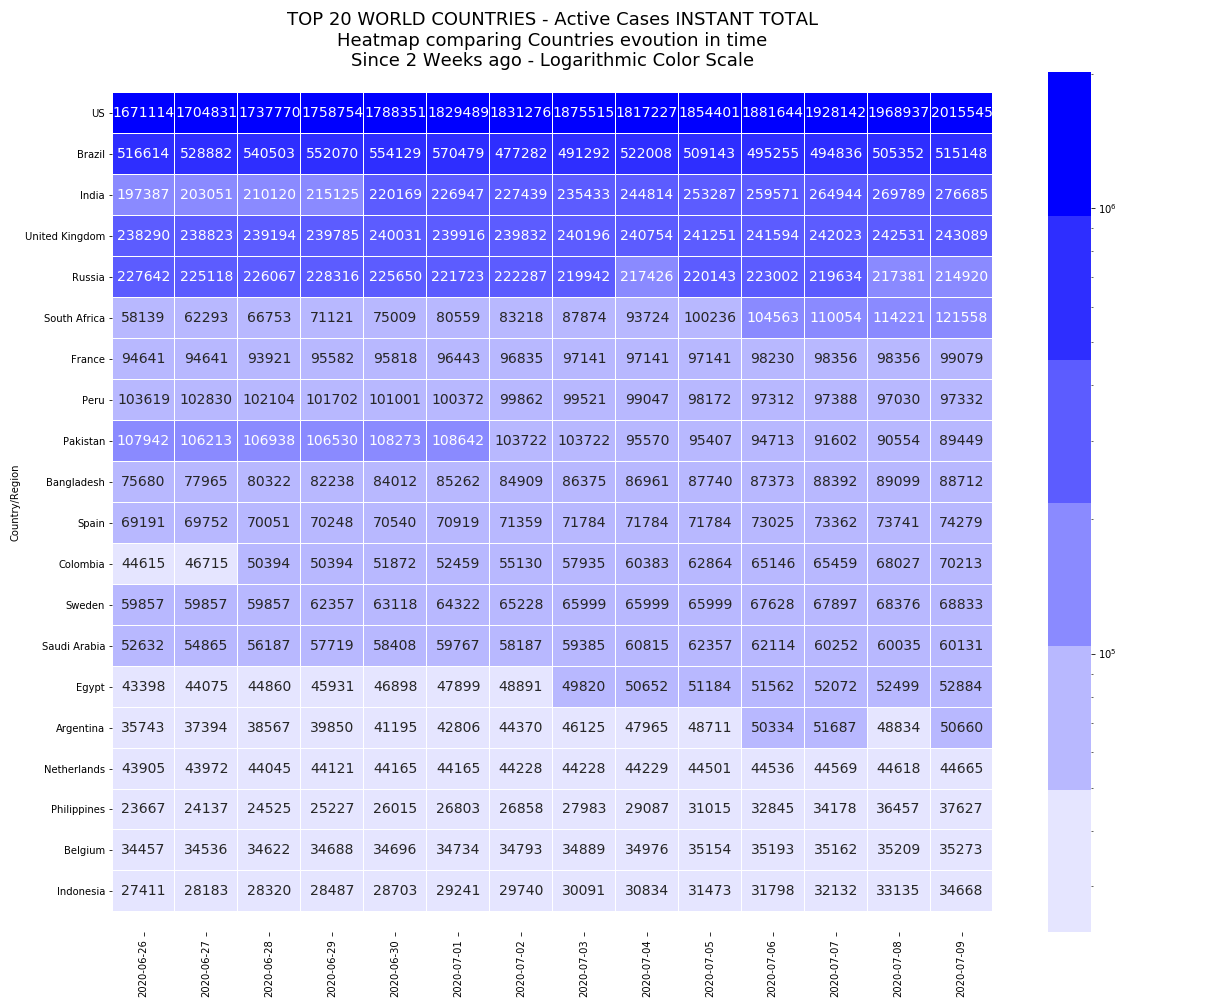 TOP 20 WORLD COUNTRIES - Active Cases INSTANT TOTAL
Heatmap comparing Countries evoution in time
Since 2 Weeks ago - Logarithmic Color Scale
Country/Region
US 1671114 1704831 1737770 1758754 1788351 1829489 1831276 1875515 1817227 1854401 1881644 1928142 1968937 2015545
Brazil 516614 528882 540503 552070 554129 570479 477282 491292 522008 509143 495255 494836 505352 515148
India 197387 203051 210120 215125 220169 226947 227439 235433 244814 253287 259571 264944 269789 276685
United Kingdom 238290 238823 239194 239785 240031 239916 239832 240196 240754 241251 241594 242023 242531 243089
Russia 227642 225118 226067 228316 225650 221723 222287 219942 217426 220143 223002 219634 217381 214920
South Africa 58139 62293 66753 71121 75009 80559 83218 87874 93724 100236 104563 110054 114221 121558
France 94641 94641 93921 95582 95818 96443 96835 97141 97141 97141 98230 98356 98356 99079
Peru 103619 102830 102104 101702 101001 100372 99862 99521 99047 98172 97312 97388 97030 97332
Pakistan 107942 106213 106938 106530 108273 108642 103722 103722 95570 95407 94713 91602 90554 89449
Bangladesh 75680 77965 80322 82238 84012 85262 84909 86375 86961 87740 87373 88392 89099 88712
Spain 69191 69752 70051 70248 70540 70919 71359 71784 71784 71784 73025 73362 73741 74279
Colombia 44615 46715 50394 50394 51872 52459 55130 57935 60383 62864 65146 65459 68027 70213
Sweden 59857 59857 59857 62357 63118 64322 65228 65999 65999 65999 67628 67897 68376 68833
Saudi Arabia 52632 54865 56187 57719 58408 59767 58187 59385 60815 62357 62114 60252 60035 60131
Egypt 43398 44075 44860 45931 46898 47899 48891 49820 50652 51184 51562 52072 52499 52884
Argentina 35743 37394 38567 39850 41195 42806 44370 46125 47965 48711 50334 51687 48834 50660
Netherlands 43905 43972 44045 44121 44165 44165 44228 44228 44229 44501 44536 44569 44618 44665
Philippines 23667 24137 24525 25227 26015 26803 26858 27983 29087 31015 32845 34178 36457 37627
Belgium 34457 34536 34622 34688 34696 34734 34793 34889 34976 35154 35193 35162 35209 35273
Indonesia 27411 28183 28320 28487 28703 29241 29740 30091 30834 31473 31798 32132 33135 34668
2020-06-26 2020-06-27 2020-06-28 2020-06-29 2020-06-30 2020-07-01 2020-07-02 2020-07-03 2020-07-04 2020-07-05 2020-07-06 2020-07-07 2020-07-08 2020-07-09
10⁶
10⁵